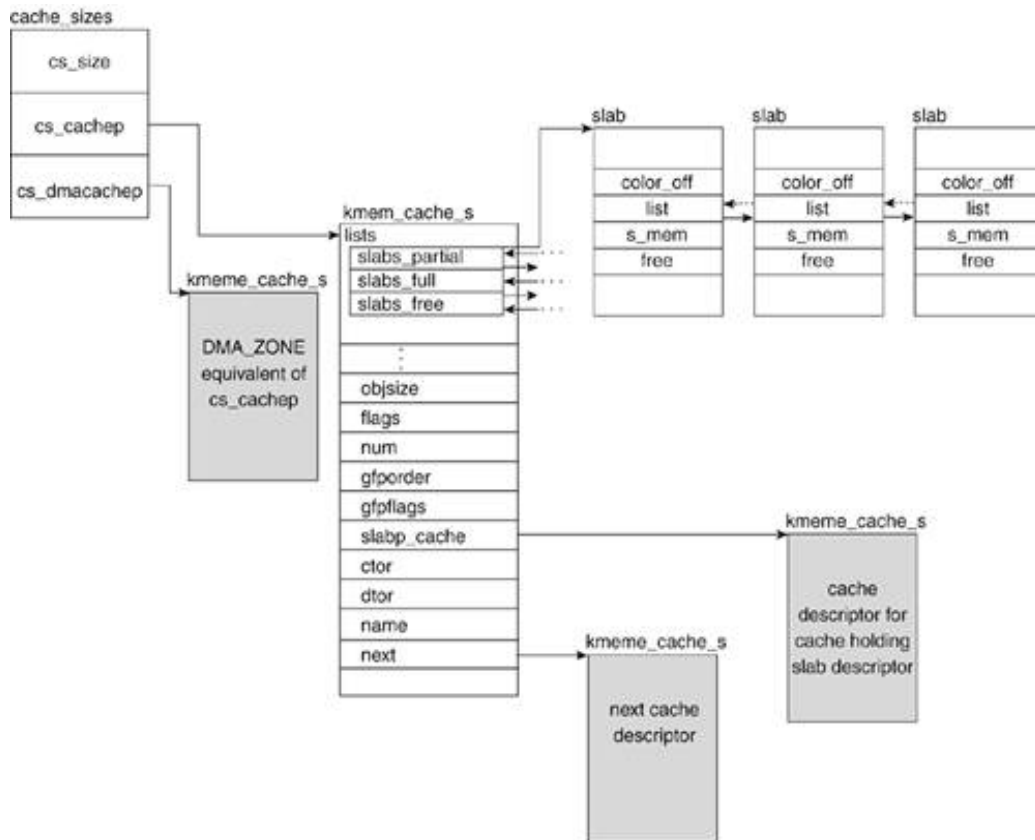 cache_sizes
cs_size
cs_cachep
cs_dmacachep
kmeme_cache_s
DMA_ZONE
equivalent of
cs_cachep
kmem_cache_s
lists
slabs_partial
slabs_full
slabs_free
objsize
flags
num
gfporder
gfpflags
slabp_cache
ctor
dtor
name
next
slab
color_off
list
s_mem
free
slab
color_off
list
s_mem
free
slab
color_off
list
s_mem
free
kmeme_cache_s
cache
descriptor for
cache holding
slab descriptor
kmeme_cache_s
next cache
descriptor